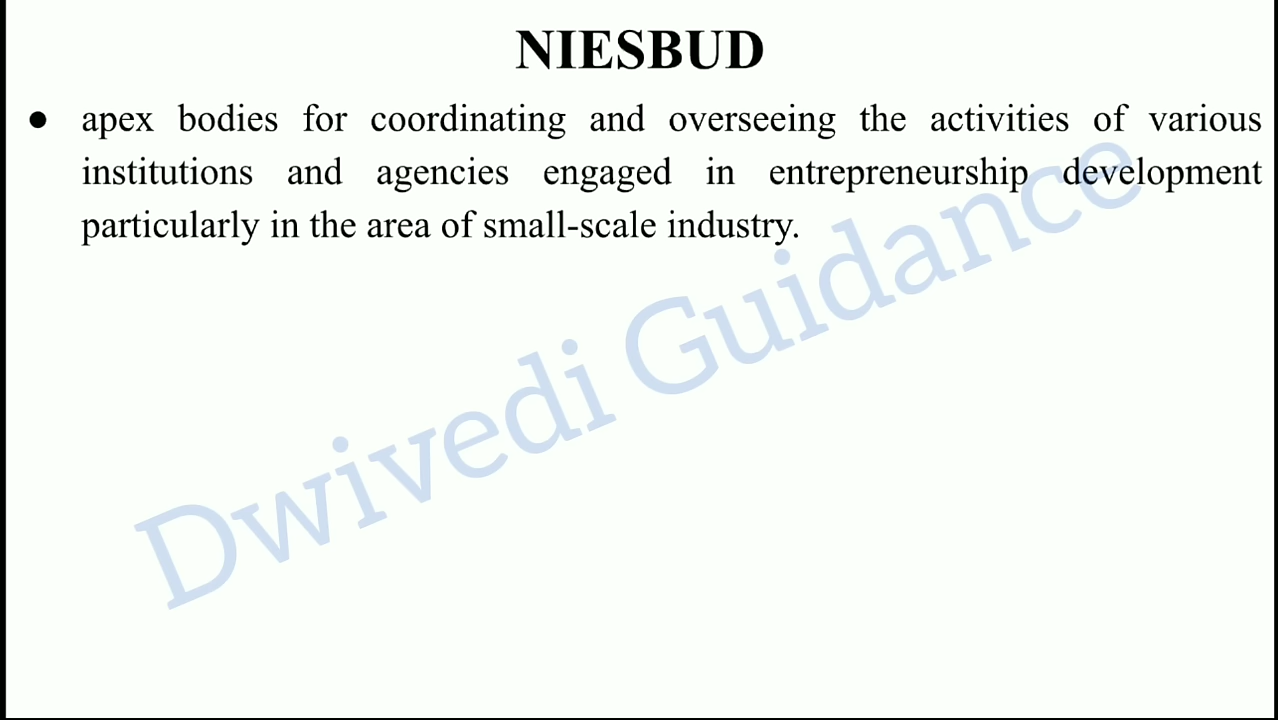 NIESBUD
● apex bodies for coordinating and overseeing the activities of various
institutions and agencies engaged in entrepreneurship development
particularly in the area of small-scale industry.
Dwivedi Guidance